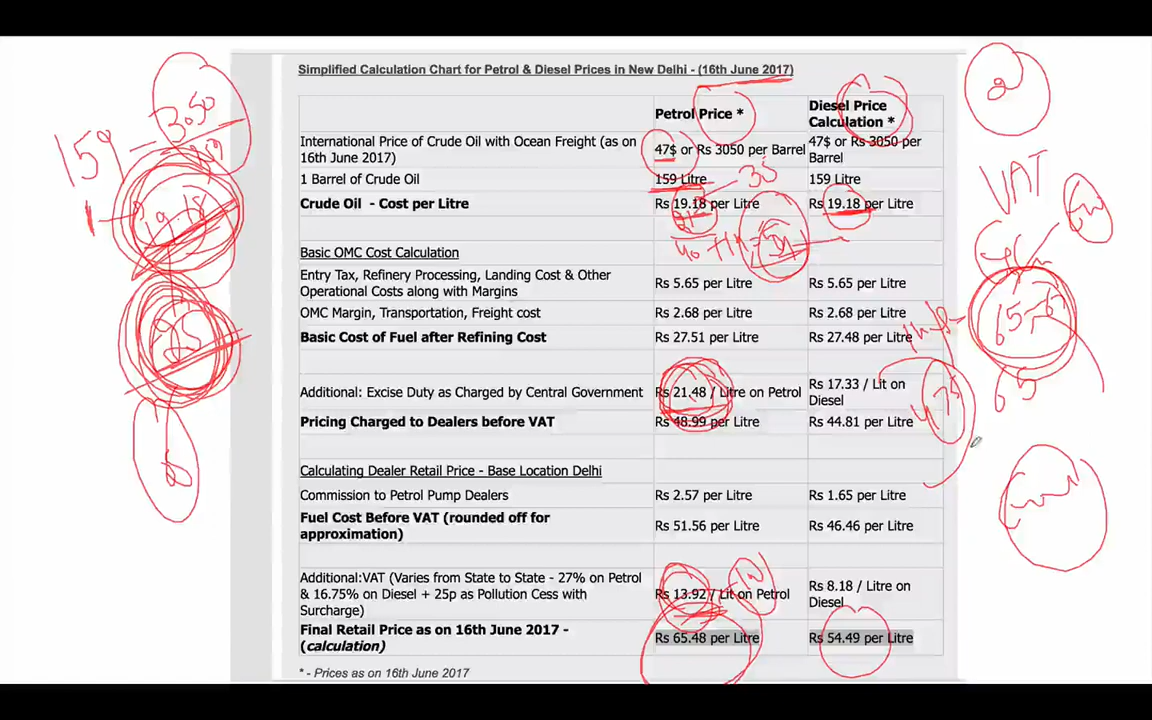 Simplified Calculation Chart for Petrol & Diesel Prices in New Delhi - (16th June 2017)
Petrol Price *
Diesel Price
Calculation *
International Price of Crude Oil with Ocean Freight (as on
16th June 2017)
47$ or Rs 3050 per Barrel
47$ or Rs 3050 per
Barrel
1 Barrel of Crude Oil
159 Litre
159 Litre
Crude Oil - Cost per Litre
Rs 19.18 per Litre
Rs 19.18 per Litre
Basic OMC Cost Calculation
Entry Tax, Refinery Processing, Landing Cost & Other
Operational Costs along with Margins
Rs 5.65 per Litre
Rs 5.65 per Litre
OMC Margin, Transportation, Freight cost
Rs 2.68 per Litre
Rs 2.68 per Litre
Basic Cost of Fuel after Refining Cost
Rs 27.51 per Litre
Rs 27.48 per Litre
Additional: Excise Duty as Charged by Central Government
Rs 21.48 / Litre on Petrol
Rs 17.33 / Lit on
Diesel
Pricing Charged to Dealers before VAT
Rs 48.99 per Litre
Rs 44.81 per Litre
Calculating Dealer Retail Price - Base Location Delhi
Commission to Petrol Pump Dealers
Rs 2.57 per Litre
Rs 1.65 per Litre
Fuel Cost Before VAT (rounded off for
approximation)
Rs 51.56 per Litre
Rs 46.46 per Litre
Additional:VAT (Varies from State to State - 27% on Petrol
& 16.75% on Diesel + 25p as Pollution Cess with
Surcharge)
Rs 13.92 / Lit on Petrol
Rs 8.18 / Litre on
Diesel
Final Retail Price as on 16th June 2017 -
(calculation)
Rs 65.48 per Litre
Rs 54.49 per Litre
* - Prices as on 16th June 2017
159 - 3050
1 - 19.18
35
2
VAT
65